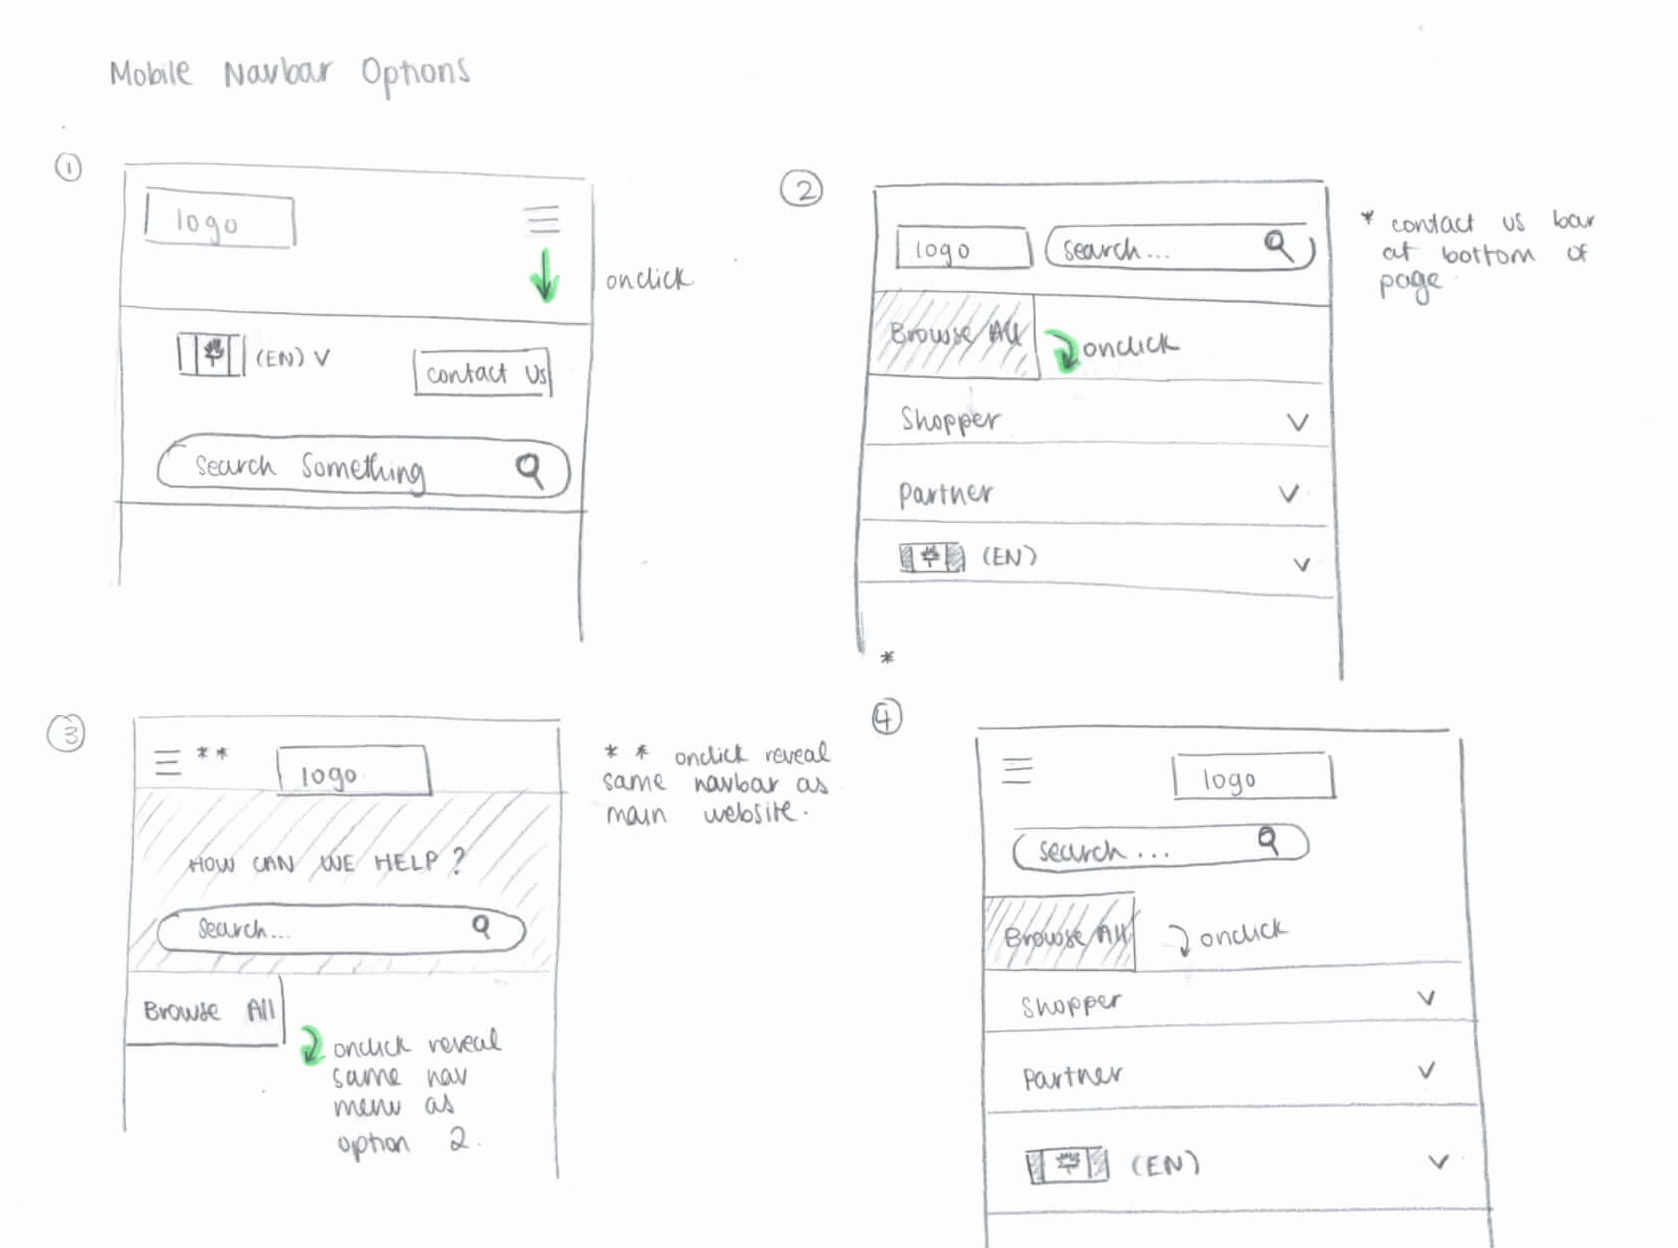 Mobile Navbar Options
1
logo
onclick
(EN) V
contact Us
Search Something
2
logo
search...
* contact us bar
at bottom of
page
Browse All
onclick
Shopper
V
Partner
V
(EN)
V
*
3
* *
logo
* * onclick reveal
same navbar as
main website.
HOW CAN WE HELP?
Search...
Browse All
onclick reveal
same nav
menu as
option 2.
4
logo
search...
Browse All
onclick
Shopper
V
Partner
V
(EN)
V